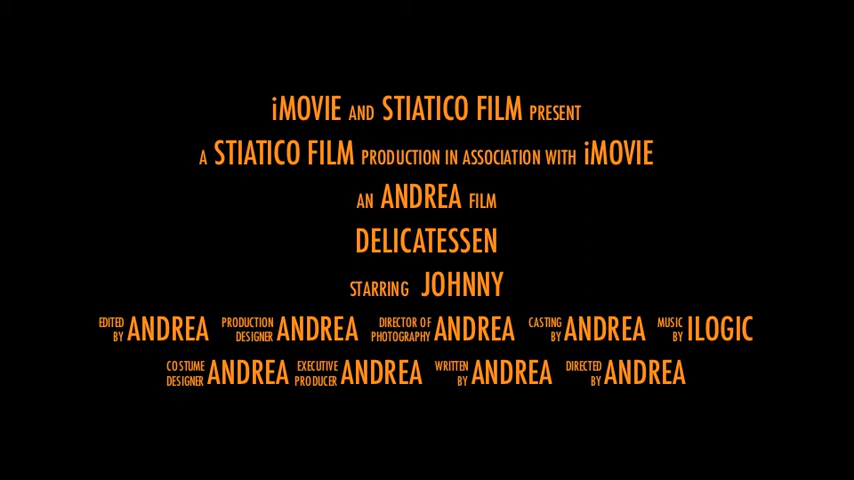 iMOVIE AND STIATICO FILM PRESENT
A STIATICO FILM PRODUCTION IN ASSOCIATION WITH iMOVIE
AN ANDREA FILM
DELICATESSEN
STARRING JOHNNY
EDITED BY ANDREA PRODUCTION DESIGNER ANDREA DIRECTOR OF PHOTOGRAPHY ANDREA CASTING BY ANDREA MUSIC BY ILOGIC
COSTUME DESIGNER ANDREA EXECUTIVE PRODUCER ANDREA WRITTEN BY ANDREA DIRECTED BY ANDREA